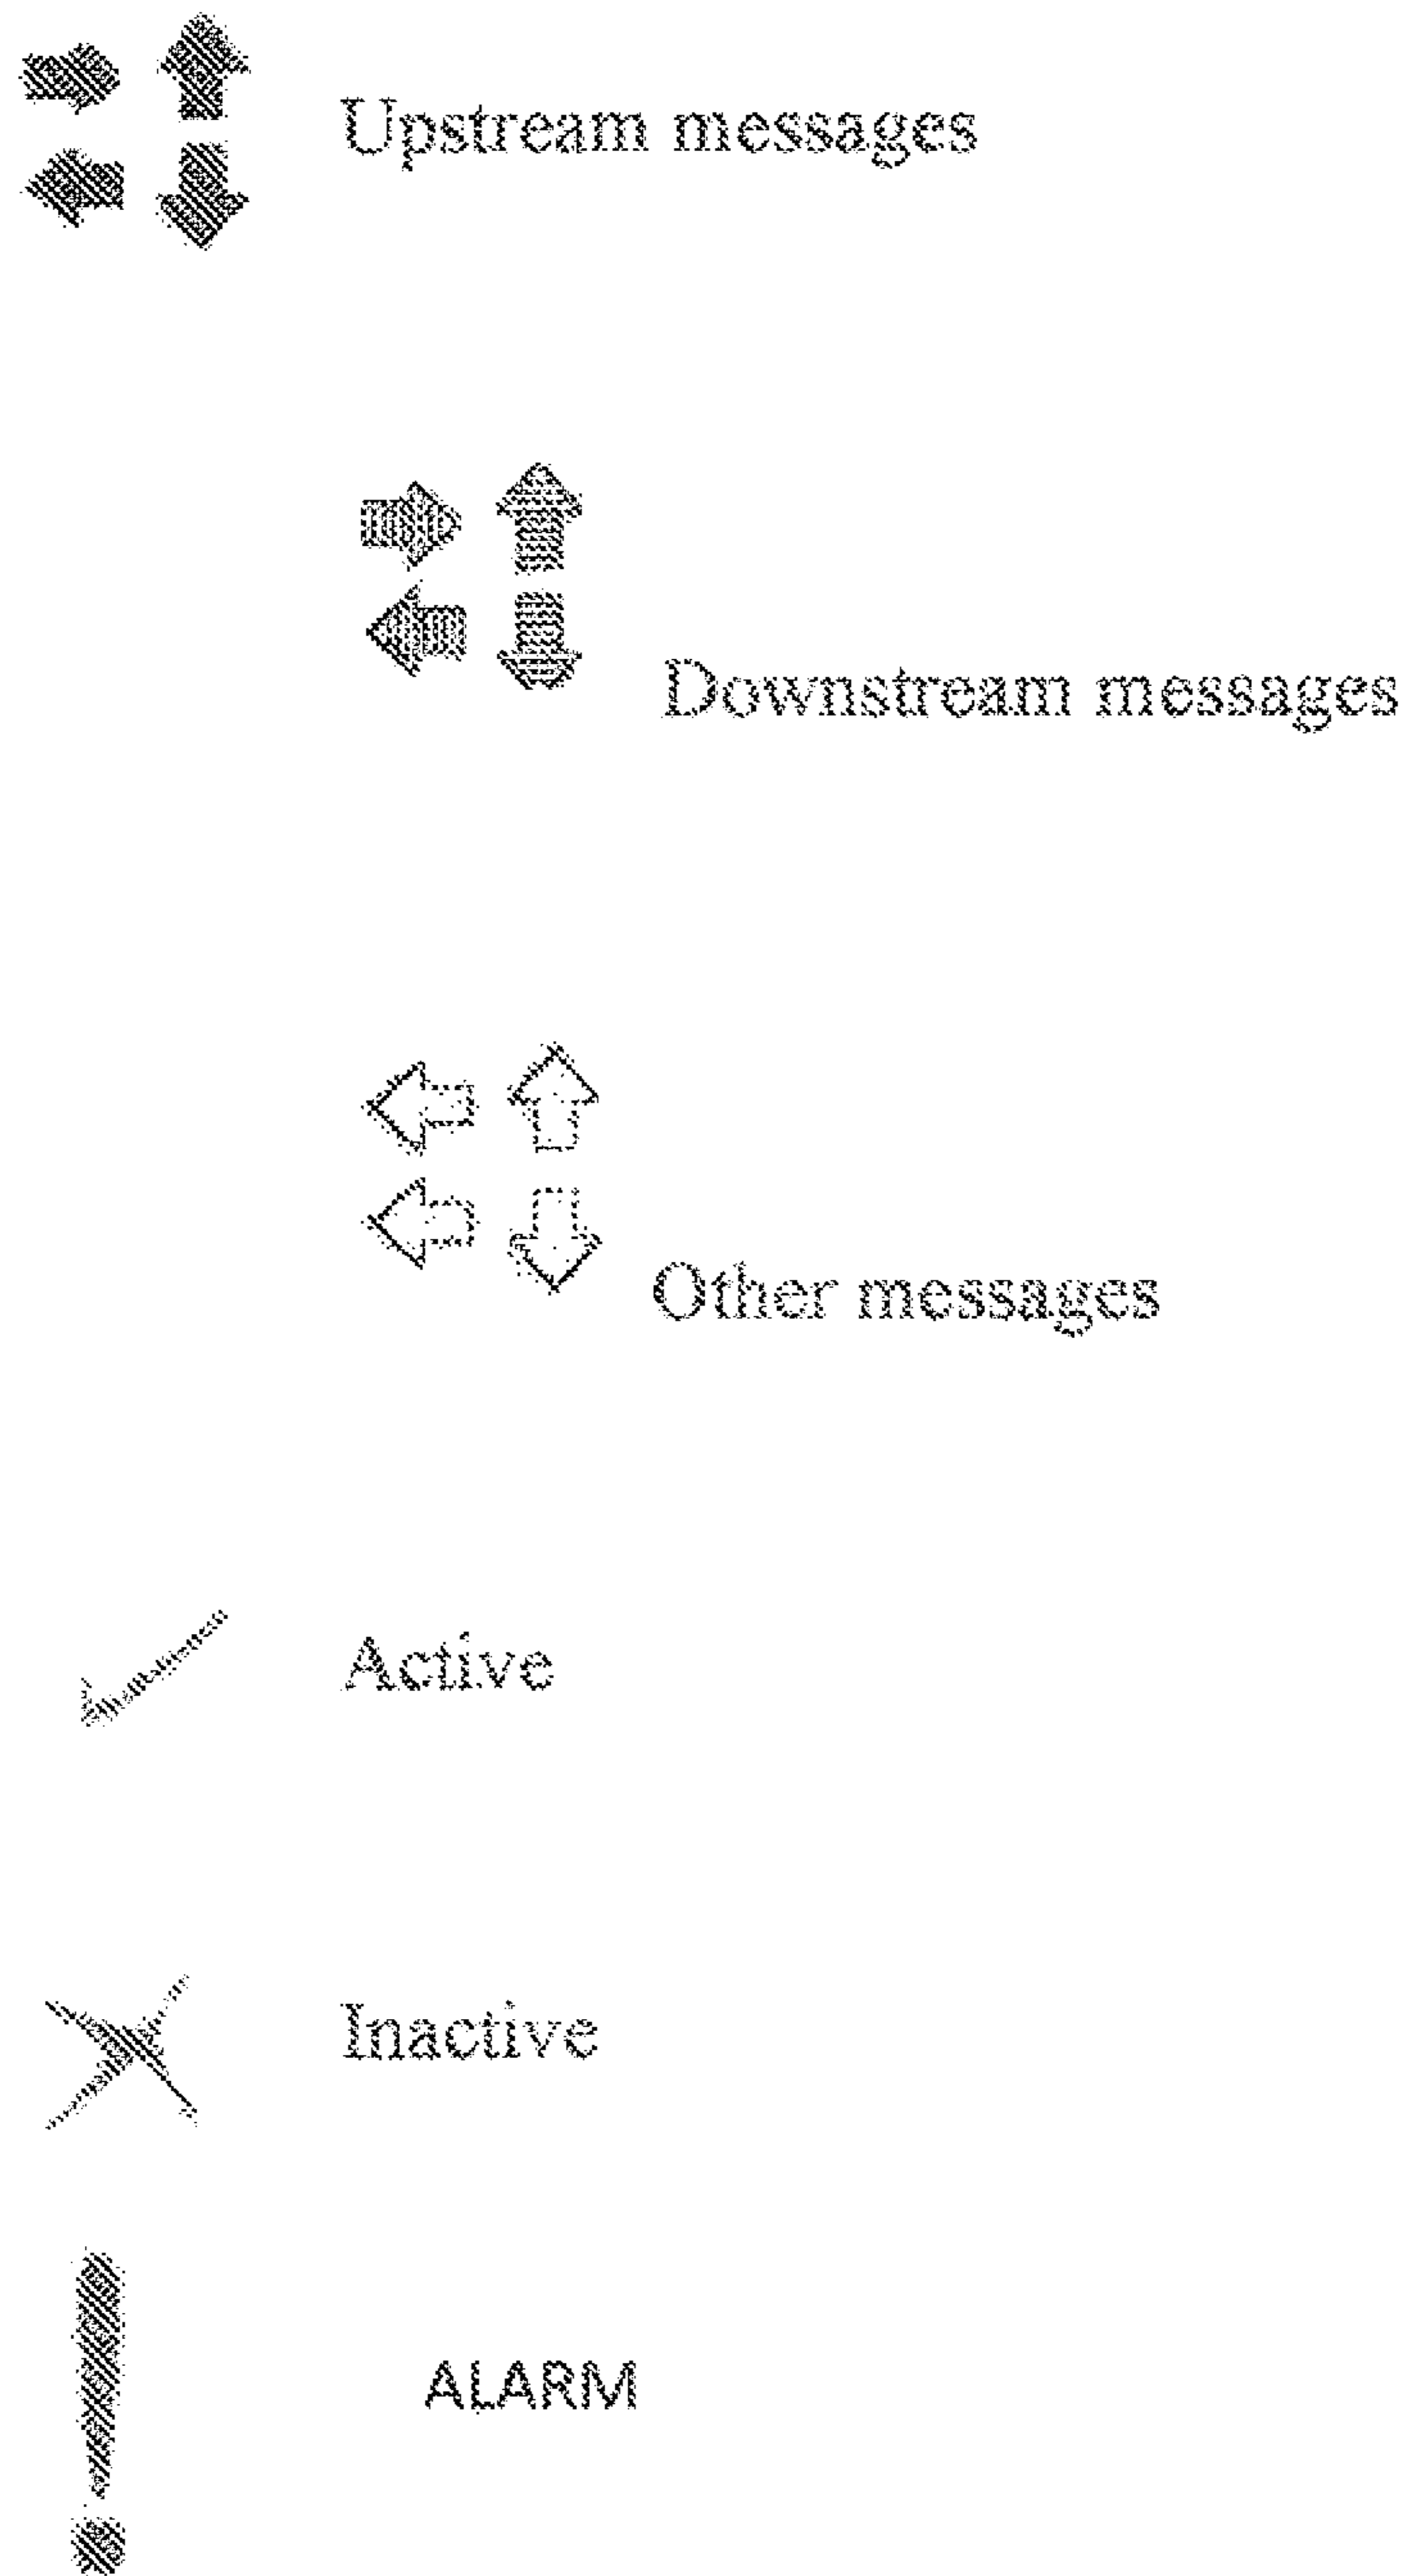 Upstream messages
Downstream messages
Other messages
Active
Inactive
ALARM